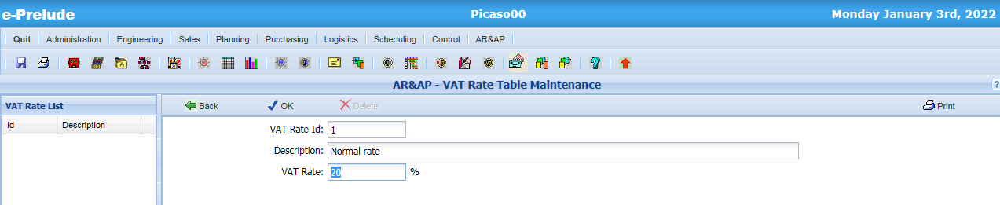 e-Prelude Picaso00 Monday January 3rd, 2022
Quit Administration Engineering Sales Planning Purchasing Logistics Scheduling Control AR&AP
AR&AP - VAT Rate Table Maintenance ?
VAT Rate List Back OK Delete Print
Id Description
VAT Rate Id: 1
Description: Normal rate
VAT Rate: 20 %